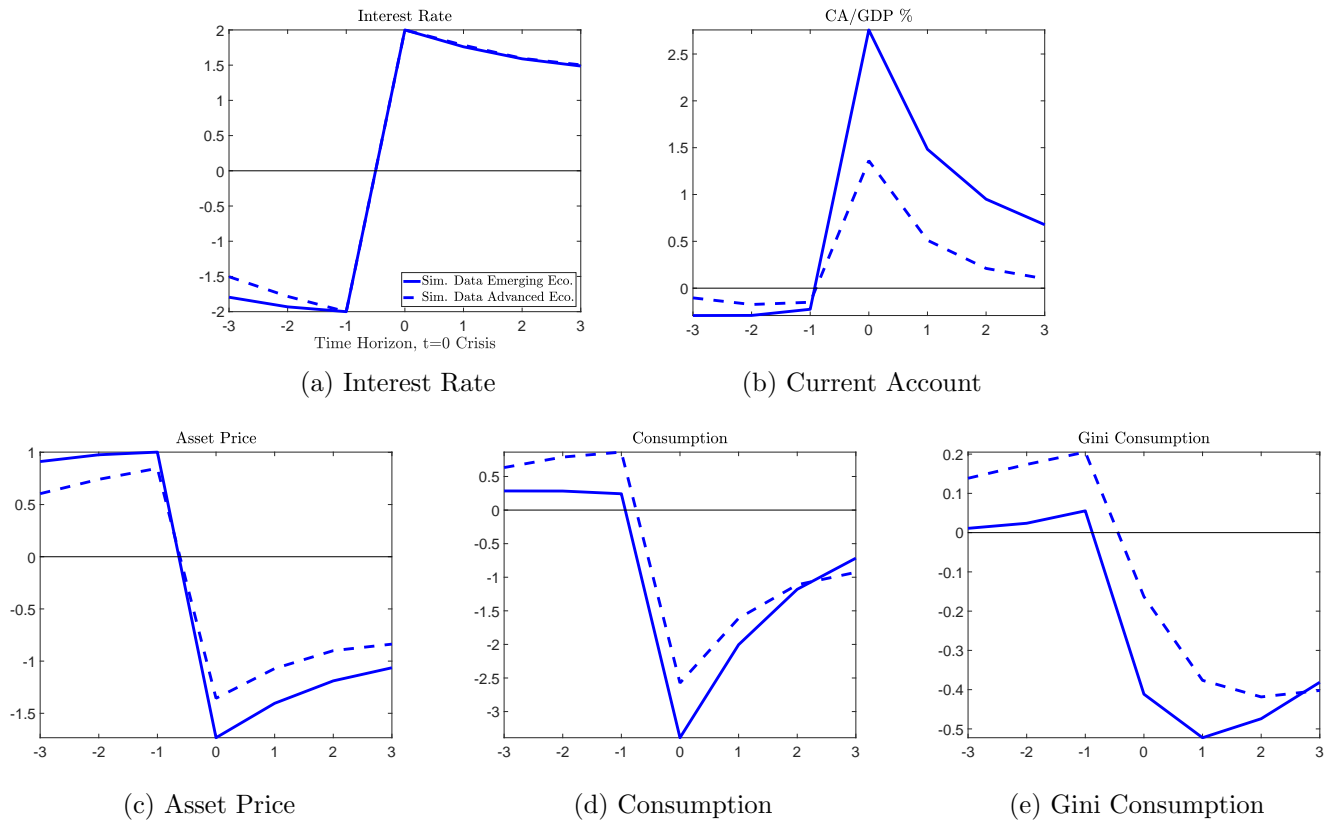 Interest Rate
2
1.5
1
0.5
0
-0.5
-1
-1.5
-2
Sim. Data Emerging Eco.
Sim. Data Advanced Eco.
-3 -2 -1 0 1 2 3
Time Horizon, t=0 Crisis
(a) Interest Rate
CA/GDP %
2.5
2
1.5
1
0.5
0
-3 -2 -1 0 1 2 3
(b) Current Account
Asset Price
1
0.5
0
-0.5
-1
-1.5
-3 -2 -1 0 1 2 3
(c) Asset Price
Consumption
0.5
0
-0.5
-1
-1.5
-2
-2.5
-3
-3 -2 -1 0 1 2 3
(d) Consumption
Gini Consumption
0.2
0.1
0
-0.1
-0.2
-0.3
-0.4
-0.5
-3 -2 -1 0 1 2 3
(e) Gini Consumption